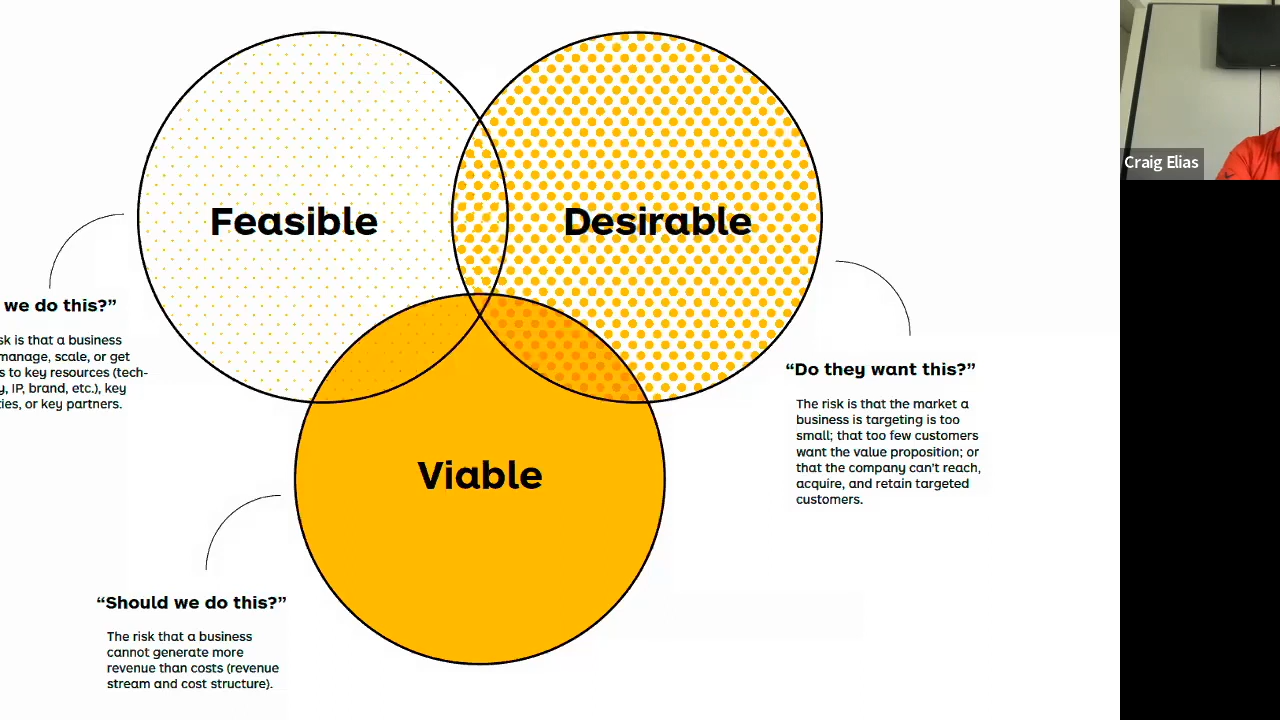 Feasible
Desirable
Viable
we do this?”
sk is that a business
manage, scale, or get
s to key resources (tech-
y, IP, brand, etc.), key
ties, or key partners.
“Do they want this?”
The risk is that the market a
business is targeting is too
small; that too few customers
want the value proposition; or
that the company can’t reach,
acquire, and retain targeted
customers.
“Should we do this?”
The risk that a business
cannot generate more
revenue than costs (revenue
stream and cost structure).
Craig Elias